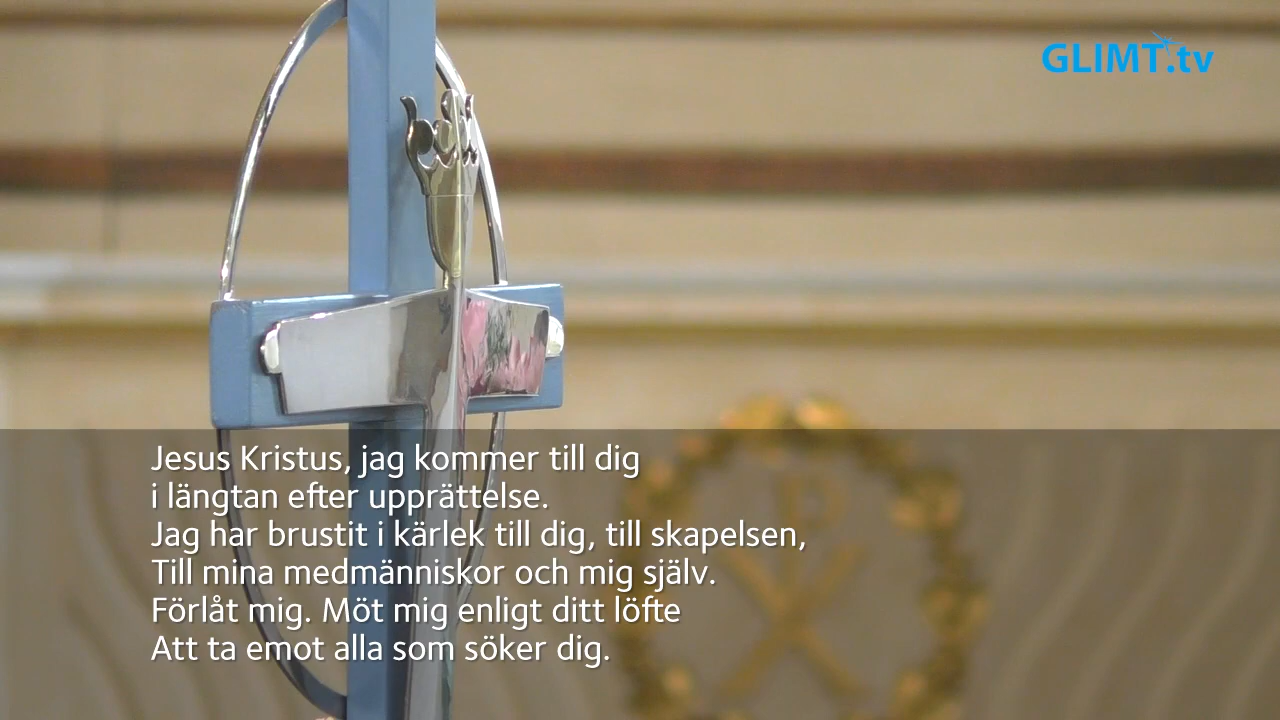 GLIMT.tv
Jesus Kristus, jag kommer till dig
i längtan efter upprättelse.
Jag har brustit i kärlek till dig, till skapelsen,
Till mina medmänniskor och mig själv.
Förlåt mig. Möt mig enligt ditt löfte
Att ta emot alla som söker dig.